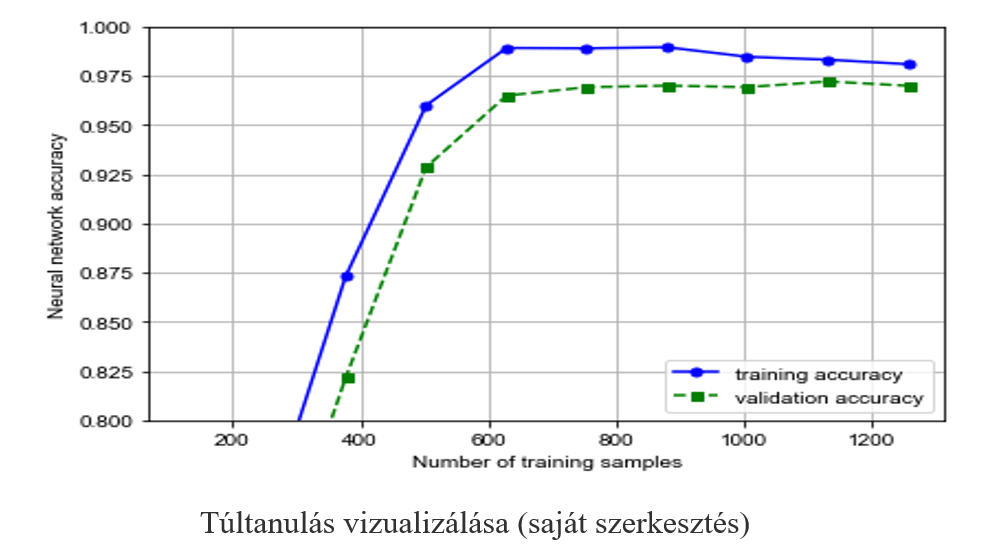 1.000
0.975
0.950
0.925
0.900
0.875
0.850
0.825
0.800
Neural network accuracy
training accuracy
validation accuracy
200 400 600 800 1000 1200
Number of training samples
Túltanulás vizualizálása (saját szerkesztés)